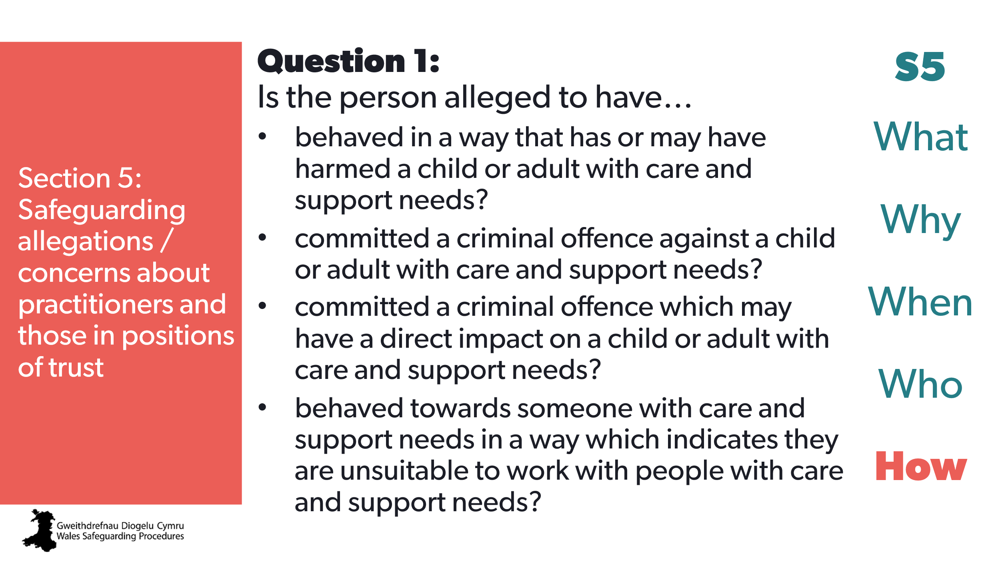 Section 5:
Safeguarding
allegations /
concerns about
practitioners and
those in positions
of trust
Question 1:
Is the person alleged to have…
• behaved in a way that has or may have
harmed a child or adult with care and
support needs?
• committed a criminal offence against a child
or adult with care and support needs?
• committed a criminal offence which may
have a direct impact on a child or adult with
care and support needs?
• behaved towards someone with care and
support needs in a way which indicates they
are unsuitable to work with people with care
and support needs?
S5
What
Why
When
Who
How
Gweithdrefnau Diogelu Cymru
Wales Safeguarding Procedures